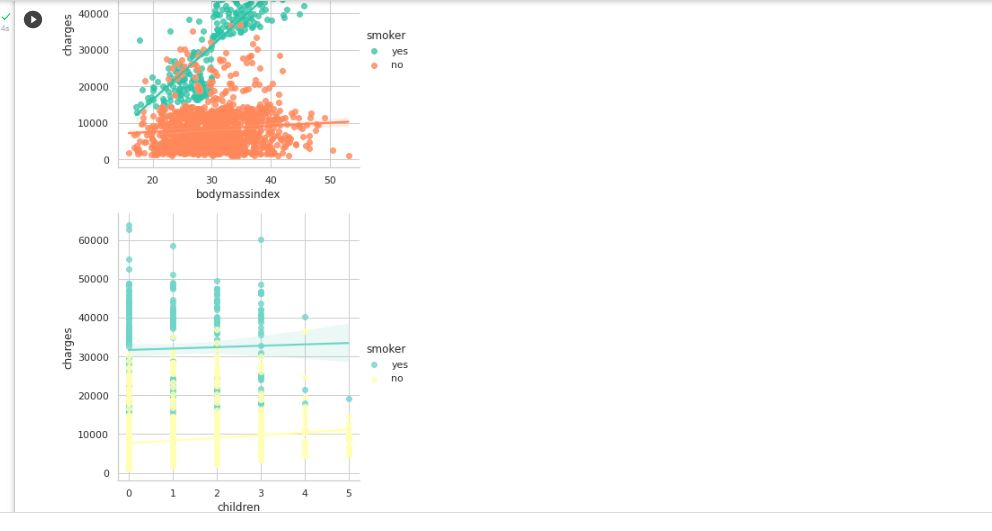 4s
charges
40000
30000
20000
10000
0
20 30 40 50
bodymassindex
smoker
yes
no
charges
60000
50000
40000
30000
20000
10000
0
0 1 2 3 4 5
children
smoker
yes
no